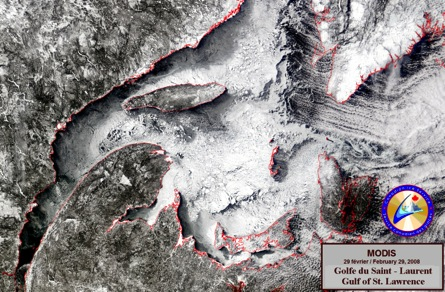 MODIS
29 février / February 29, 2008
Golfe du Saint - Laurent
Gulf of St. Lawrence